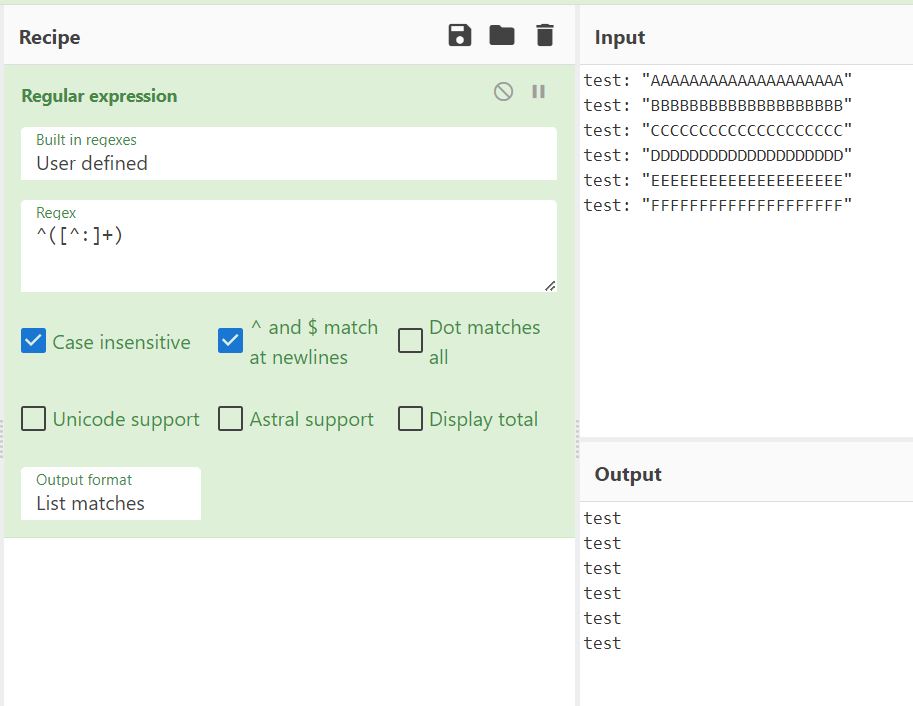 Recipe
Regular expression
Built in regexes
User defined
Regex
^([^:]+)
Case insensitive
^ and $ match
at newlines
Dot matches
all
Unicode support
Astral support
Display total
Output format
List matches
Input
test: "AAAAAAAAAAAAAAAAAAAA"
test: "BBBBBBBBBBBBBBBBBBBB"
test: "CCCCCCCCCCCCCCCCCCCC"
test: "DDDDDDDDDDDDDDDDDDDD"
test: "EEEEEEEEEEEEEEEEEEEE"
test: "FFFFFFFFFFFFFFFFFFFF"
Output
test
test
test
test
test
test